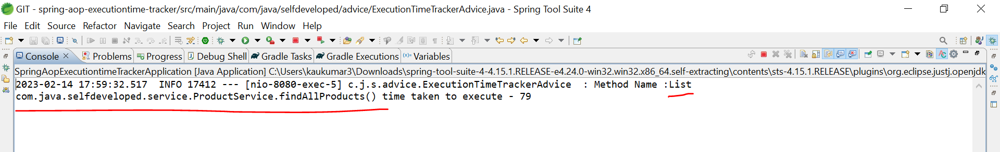 GIT - spring-aop-executiontime-tracker/src/main/java/com/java/selfdeveloped/advice/ExecutionTimeTrackerAdvice.java - Spring Tool Suite 4
File Edit Source Refactor Navigate Search Project Run Window Help
Console Problems Progress Debug Shell Gradle Tasks Gradle Executions (x)= Variables
SpringAopExecutiontimeTrackerApplication [Java Application] C:\Users\kaukumar3\Downloads\spring-tool-suite-4-4.15.1.RELEASE-e4.24.0-win32.win32.x86_64.self-extracting\contents\sts-4.15.1.RELEASE\plugins\org.eclipse.justj.openjdk
2023-02-14 17:59:32.517  INFO 17412 --- [nio-8080-exec-5] c.j.s.advice.ExecutionTimeTrackerAdvice  : Method Name :List
com.java.selfdeveloped.service.ProductService.findAllProducts() time taken to execute - 79